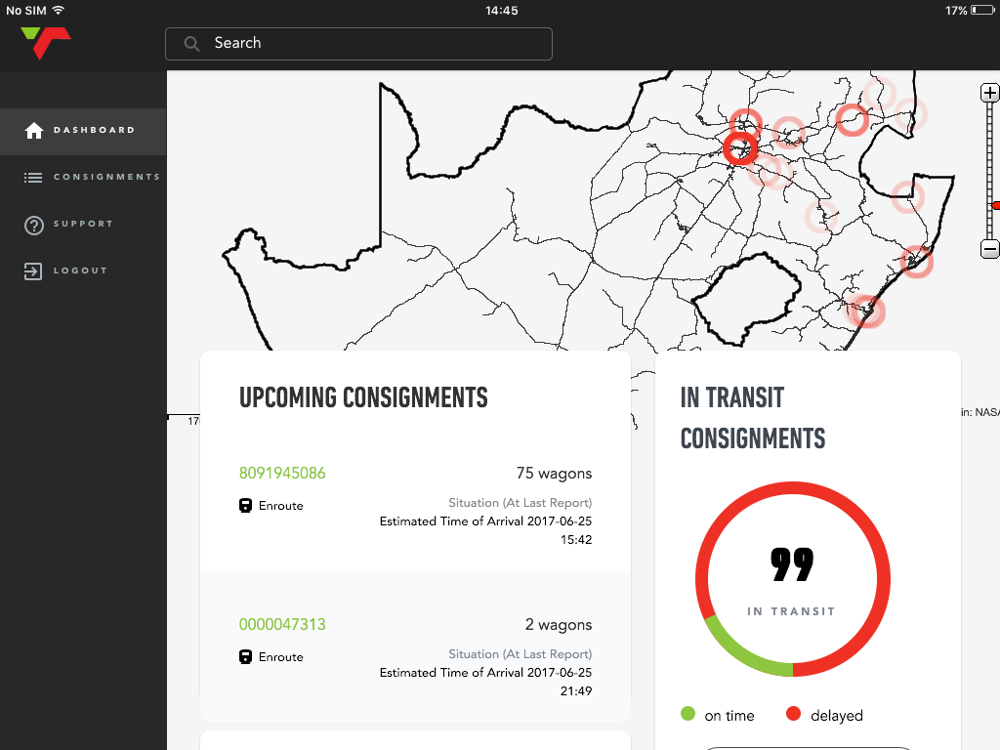 No SIM
14:45
17%
Search
DASHBOARD
CONSIGNMENTS
SUPPORT
LOGOUT
17
in: NASA
UPCOMING CONSIGNMENTS
8091945086
75 wagons
Enroute
Situation (At Last Report)
Estimated Time of Arrival 2017-06-25
15:42
0000047313
2 wagons
Enroute
Situation (At Last Report)
Estimated Time of Arrival 2017-06-25
21:49
IN TRANSIT
CONSIGNMENTS
99
IN TRANSIT
on time
delayed